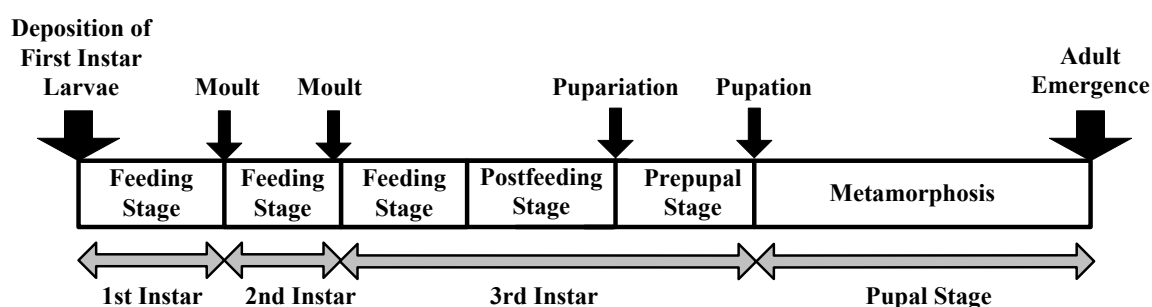 Deposition of
First Instar
Larvae
Moult
Moult
Pupariation
Pupation
Adult
Emergence
Feeding
Stage
Feeding
Stage
Feeding
Stage
Postfeeding
Stage
Prepupal
Stage
Metamorphosis
1st Instar
2nd Instar
3rd Instar
Pupal Stage